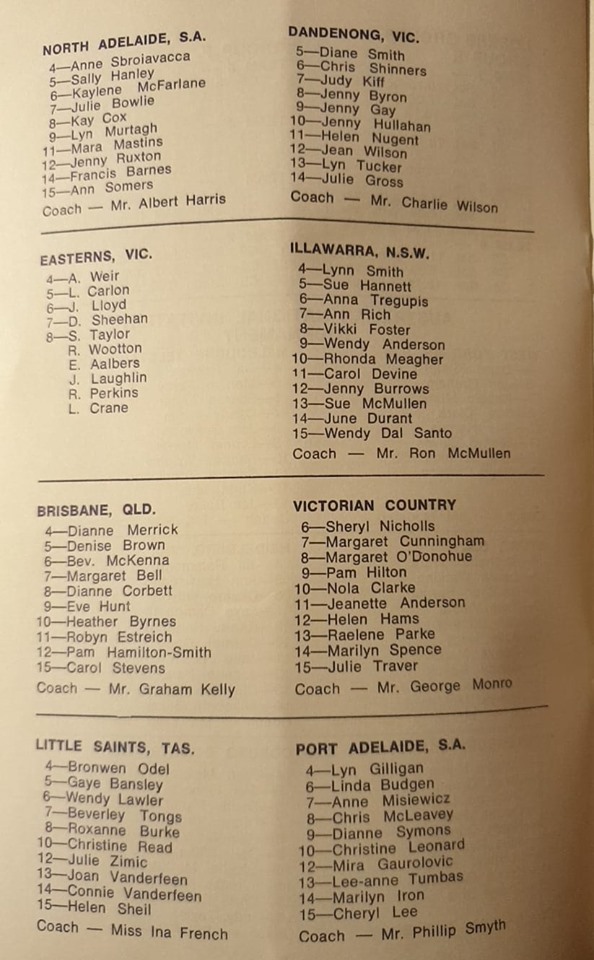 NORTH ADELAIDE, S.A.
4—Anne Sbroiavacca
5—Sally Hanley
6—Kaylene McFarlane
7—Julie Bowlie
8—Kay Cox
9—Lyn Murtagh
11—Mara Mastins
12—Jenny Ruxton
14—Francis Barnes
15—Ann Somers
Coach — Mr. Albert Harris
DANDENONG, VIC.
5—Diane Smith
6—Chris Shinners
7—Judy Kiff
8—Jenny Byron
9—Jenny Gay
10—Jenny Hullahan
11—Helen Nugent
12—Jean Wilson
13—Lyn Tucker
14—Julie Gross
Coach — Mr. Charlie Wilson
EASTERNS, VIC.
4—A. Weir
5—L. Carlon
6—J. Lloyd
7—D. Sheehan
8—S. Taylor
R. Wootton
E. Aalbers
J. Laughlin
R. Perkins
L. Crane
ILLAWARRA, N.S.W.
4—Lynn Smith
5—Sue Hannett
6—Anna Tregupis
7—Ann Rich
8—Vikki Foster
9—Wendy Anderson
10—Rhonda Meagher
11—Carol Devine
12—Jenny Burrows
13—Sue McMullen
14—June Durant
15—Wendy Dal Santo
Coach — Mr. Ron McMullen
BRISBANE, QLD.
4—Dianne Merrick
5—Denise Brown
6—Bev. McKenna
7—Margaret Bell
8—Dianne Corbett
9—Eve Hunt
10—Heather Byrnes
11—Robyn Estreich
12—Pam Hamilton-Smith
15—Carol Stevens
Coach — Mr. Graham Kelly
VICTORIAN COUNTRY
6—Sheryl Nicholls
7—Margaret Cunningham
8—Margaret O'Donohue
9—Pam Hilton
10—Nola Clarke
11—Jeanette Anderson
12—Helen Hams
13—Raelene Parke
14—Marilyn Spence
15—Julie Traver
Coach — Mr. George Monro
LITTLE SAINTS, TAS.
4—Bronwen Odel
5—Gaye Bansley
6—Wendy Lawler
7—Beverley Tongs
8—Roxanne Burke
10—Christine Read
12—Julie Zimic
13—Joan Vanderfeen
14—Connie Vanderfeen
15—Helen Sheil
Coach — Miss Ina French
PORT ADELAIDE, S.A.
4—Lyn Gilligan
6—Linda Budgen
7—Anne Misiewicz
8—Chris McLeavey
9—Dianne Symons
10—Christine Leonard
12—Mira Gaurolovic
13—Lee-anne Tumbas
14—Marilyn Iron
15—Cheryl Lee
Coach — Mr. Phillip Smyth